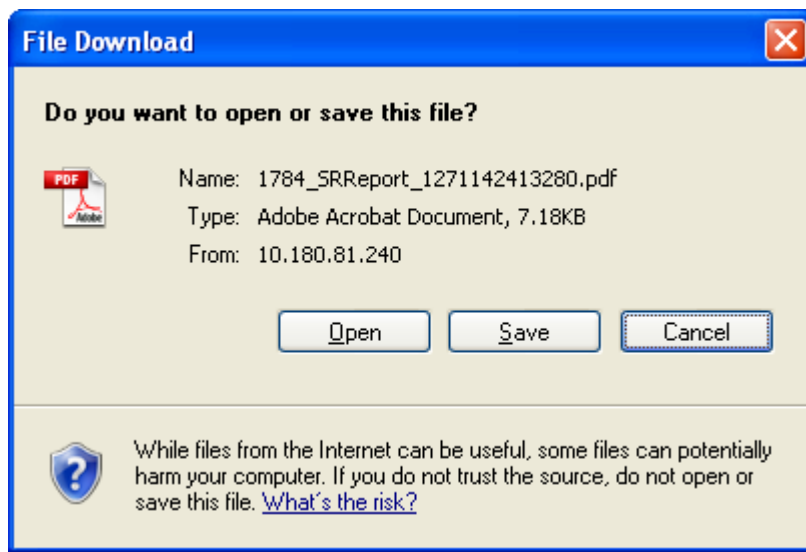 File Download
Do you want to open or save this file?
PDF
Adobe
Name: 1784_SRReport_1271142413280.pdf
Type: Adobe Acrobat Document, 7.18KB
From: 10.180.81.240
Open Save Cancel
While files from the Internet can be useful, some files can potentially
harm your computer. If you do not trust the source, do not open or
save this file. What's the risk?